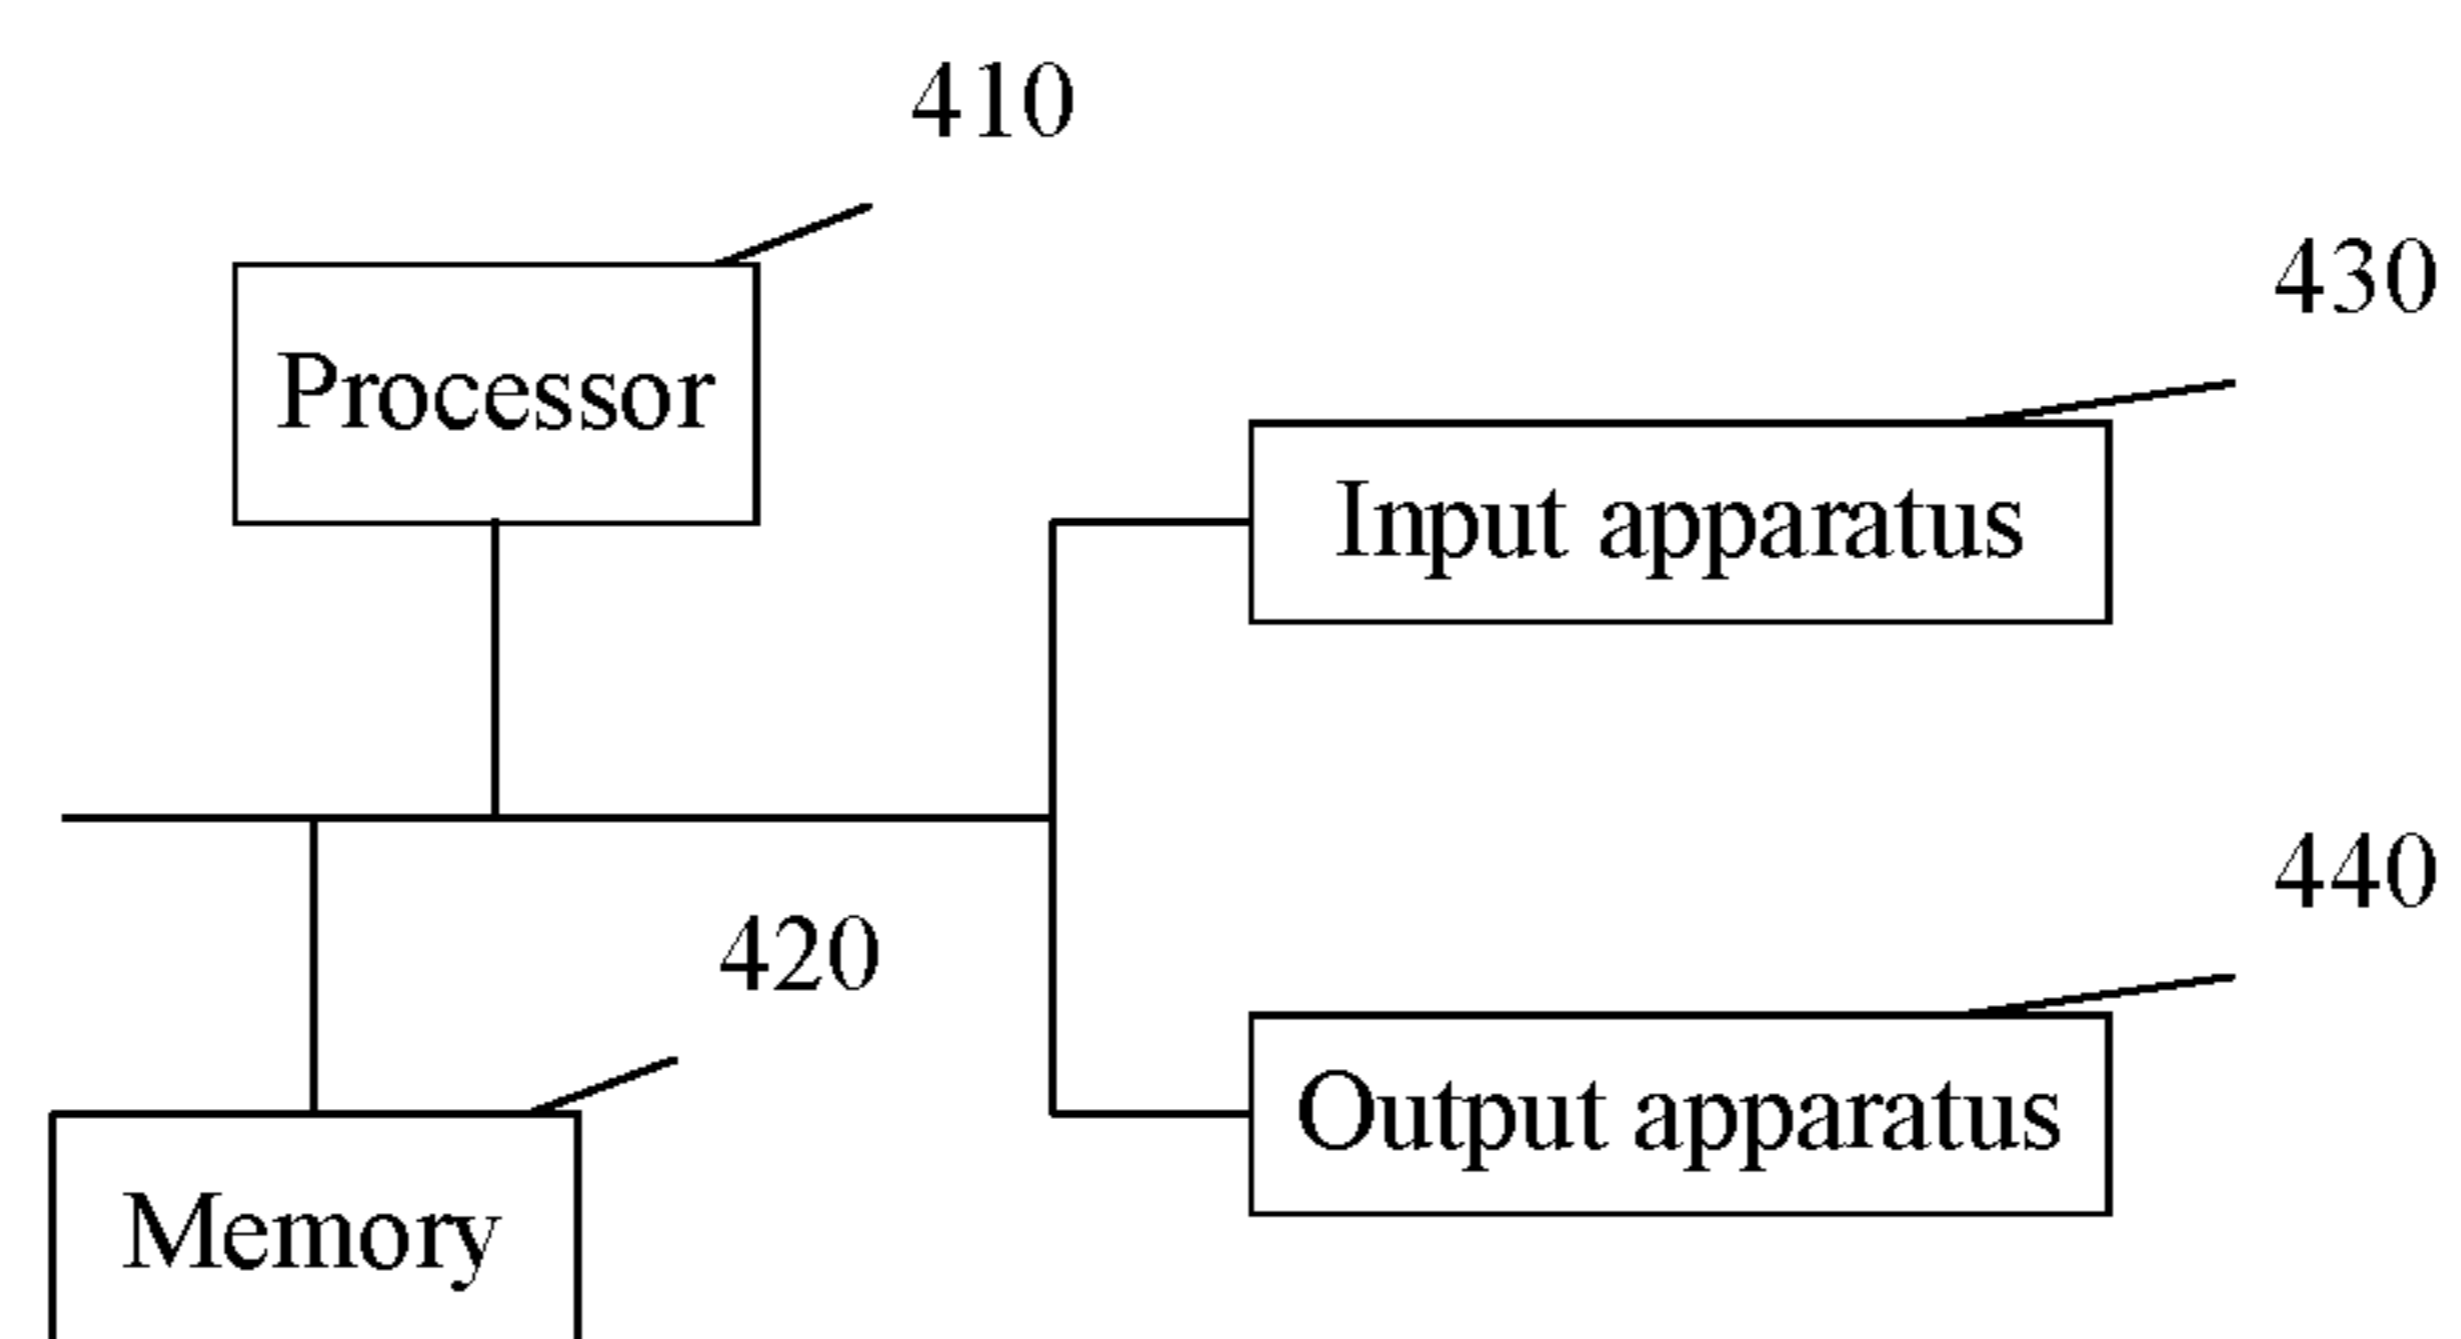 410
Processor
430
Input apparatus
420
440
Output apparatus
Memory